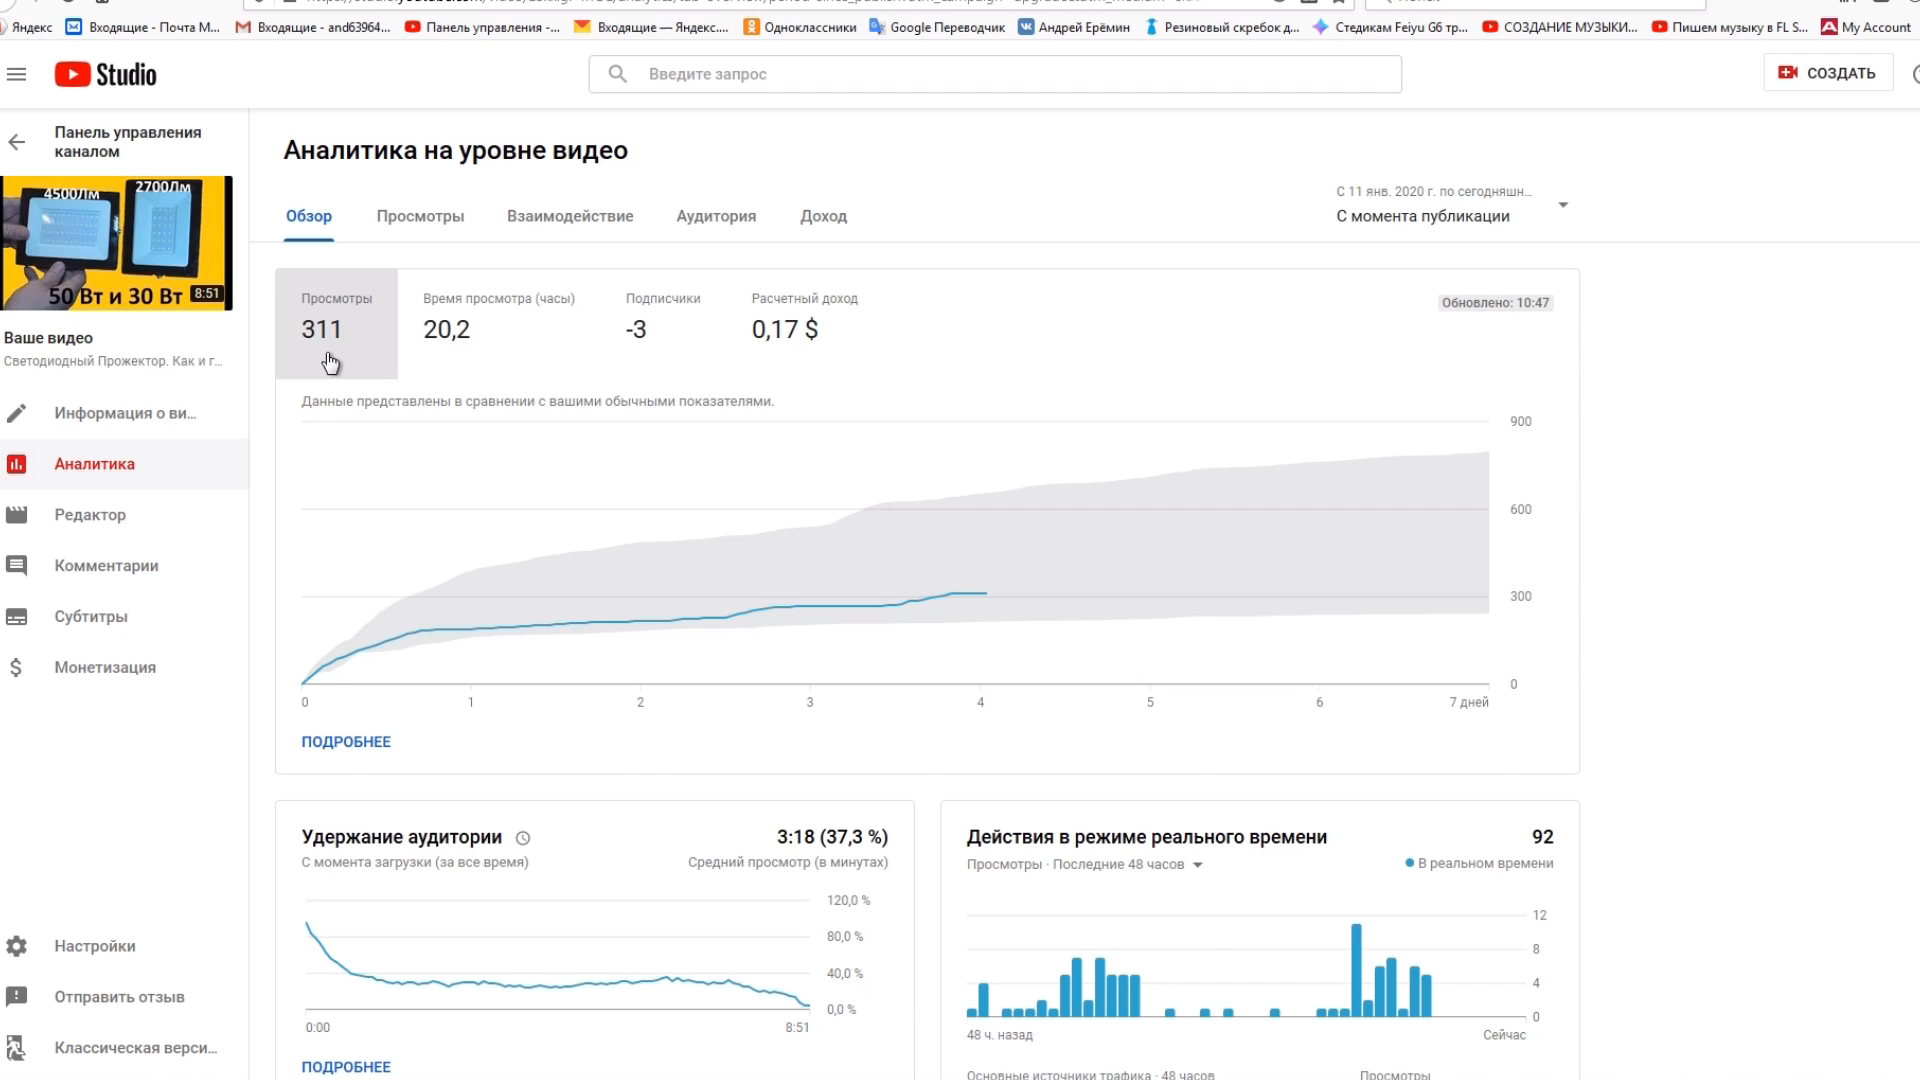 Яндекс
Входящие - Почта М...
Входящие - and63964...
Панель управления -...
Входящие — Яндекс....
Одноклассники
Google Переводчик
Андрей Ерёмин
Резиновый скребок д...
Стедикам Feiyu G6 тр...
СОЗДАНИЕ МУЗЫКИ...
Пишем музыку в FL S...
My Account
Studio
Введите запрос
СОЗДАТЬ
Панель управления
каналом
4500Лм
2700Лм
50 Вт и 30 Вт
8:51
Ваше видео
Светодиодный Прожектор. Как и г...
Информация о ви...
Аналитика
Редактор
Комментарии
Субтитры
Монетизация
Настройки
Отправить отзыв
Классическая верси...
Аналитика на уровне видео
Обзор
Просмотры
Взаимодействие
Аудитория
Доход
С 11 янв. 2020 г. по сегодняшн...
С момента публикации
Просмотры
311
Время просмотра (часы)
20,2
Подписчики
-3
Расчетный доход
0,17 $
Обновлено: 10:47
Данные представлены в сравнении с вашими обычными показателями.
900
600
300
0
0 1 2 3 4 5 6 7 дней
ПОДРОБНЕЕ
Удержание аудитории
3:18 (37,3 %)
С момента загрузки (за все время)
Средний просмотр (в минутах)
120,0 %
80,0 %
40,0 %
0,0 %
0:00
8:51
ПОДРОБНЕЕ
Действия в режиме реального времени
92
Просмотры · Последние 48 часов
В реальном времени
12
8
4
0
48 ч. назад
Сейчас
Основные источники трафика · 48 часов
Просмотры